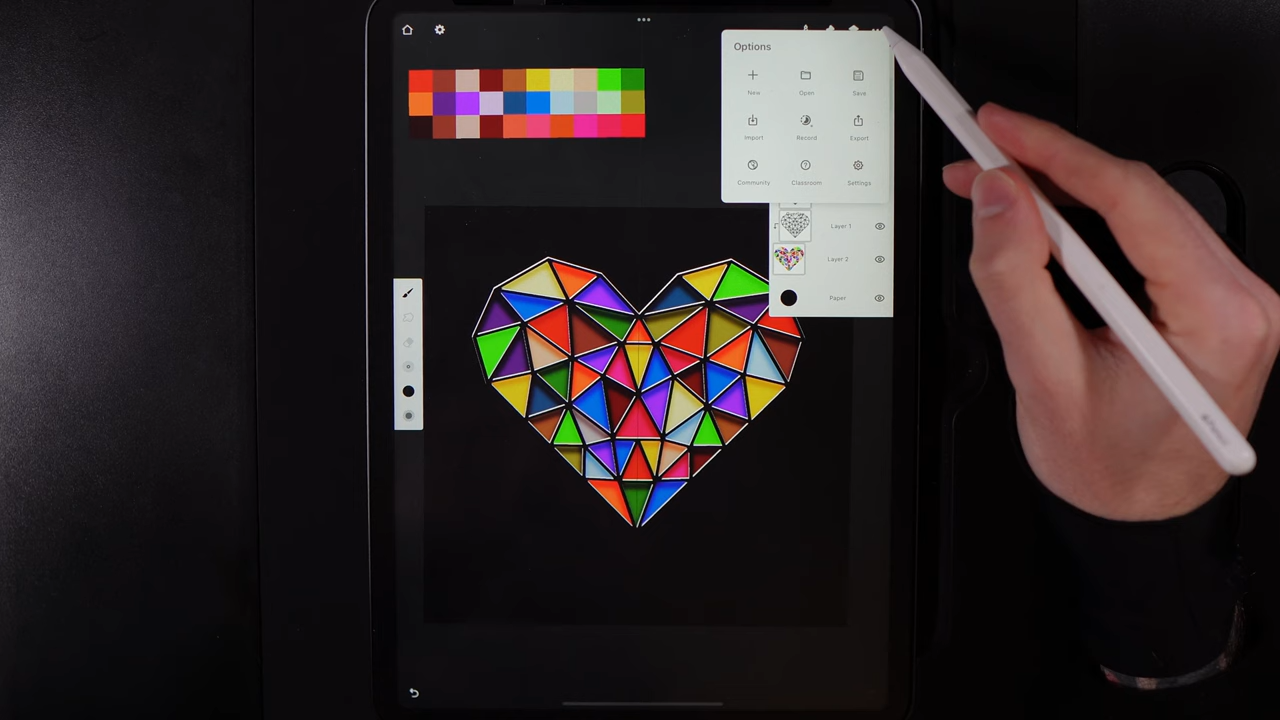 Options
New Open Save
Import Record Export
Community Classroom Settings
Layer 1
Layer 2
Paper